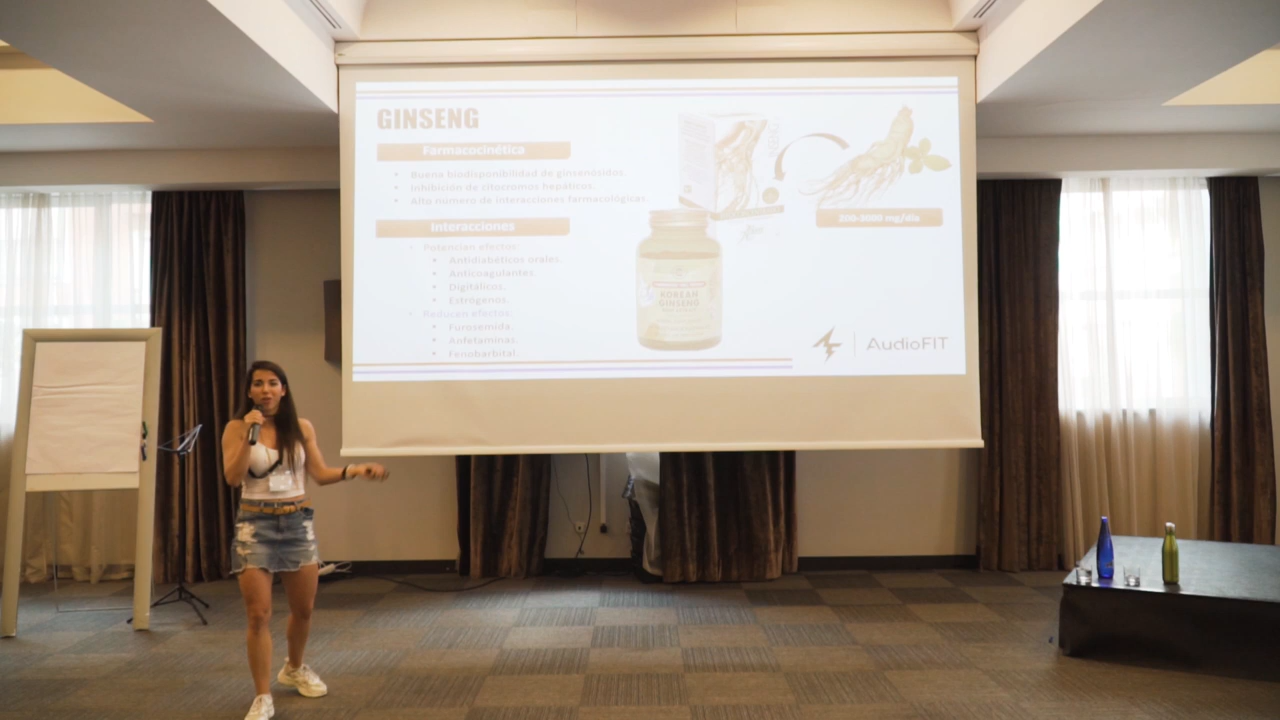 GINSENG
Farmacocinética
• Buena biodisponibilidad de ginsenósidos.
• Inhibición de citocromos hepáticos.
• Alto número de interacciones farmacológicas
Interacciones
• Potencian efectos:
• Antidiabéticos orales.
• Anticoagulantes.
• Digitálicos.
• Estrógenos.
• Reducen efectos:
• Furosemida.
• Anfetaminas.
• Fenobarbital.
KOREAN
GINSENG
200-3000 mg/día
AudioFIT